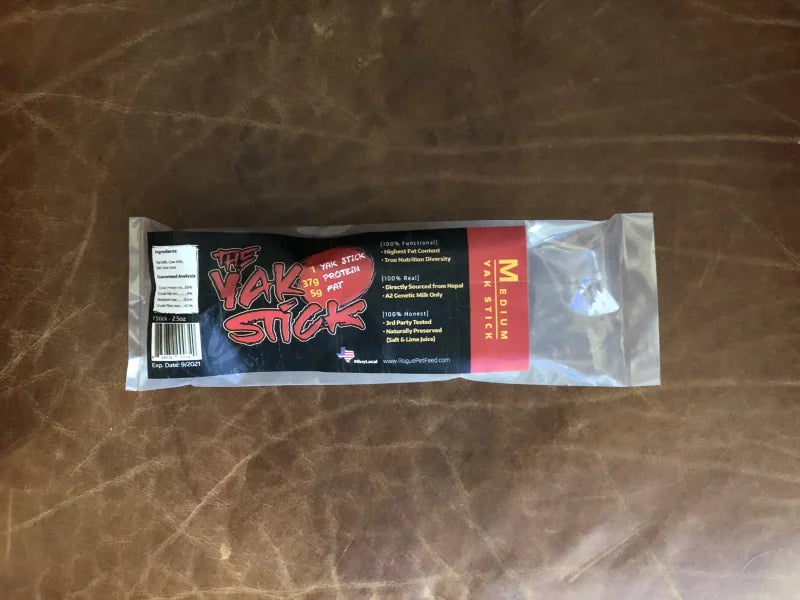 Ingredients
Yak Milk, Cow Milk,
Salt Lime Juice
Guaranteed Analysis
1 Stick - 2.5oz
Exp. Date: 9/2021
THE
YAK
STICK
1 YAK STICK
37g PROTEIN
5g FAT
#BuyLocal
[100% Functional]
• Highest Fat Content
• True Nutrition Diversity
[100% Real]
• Directly Sourced from Nepal
• A2 Genetic Milk Only
[100% Honest]
• 3rd Party Tested
• Naturally Preserved
(Salt & Lime Juice)
www.RoguePetFeed.com
MEDIUM
YAK STICK